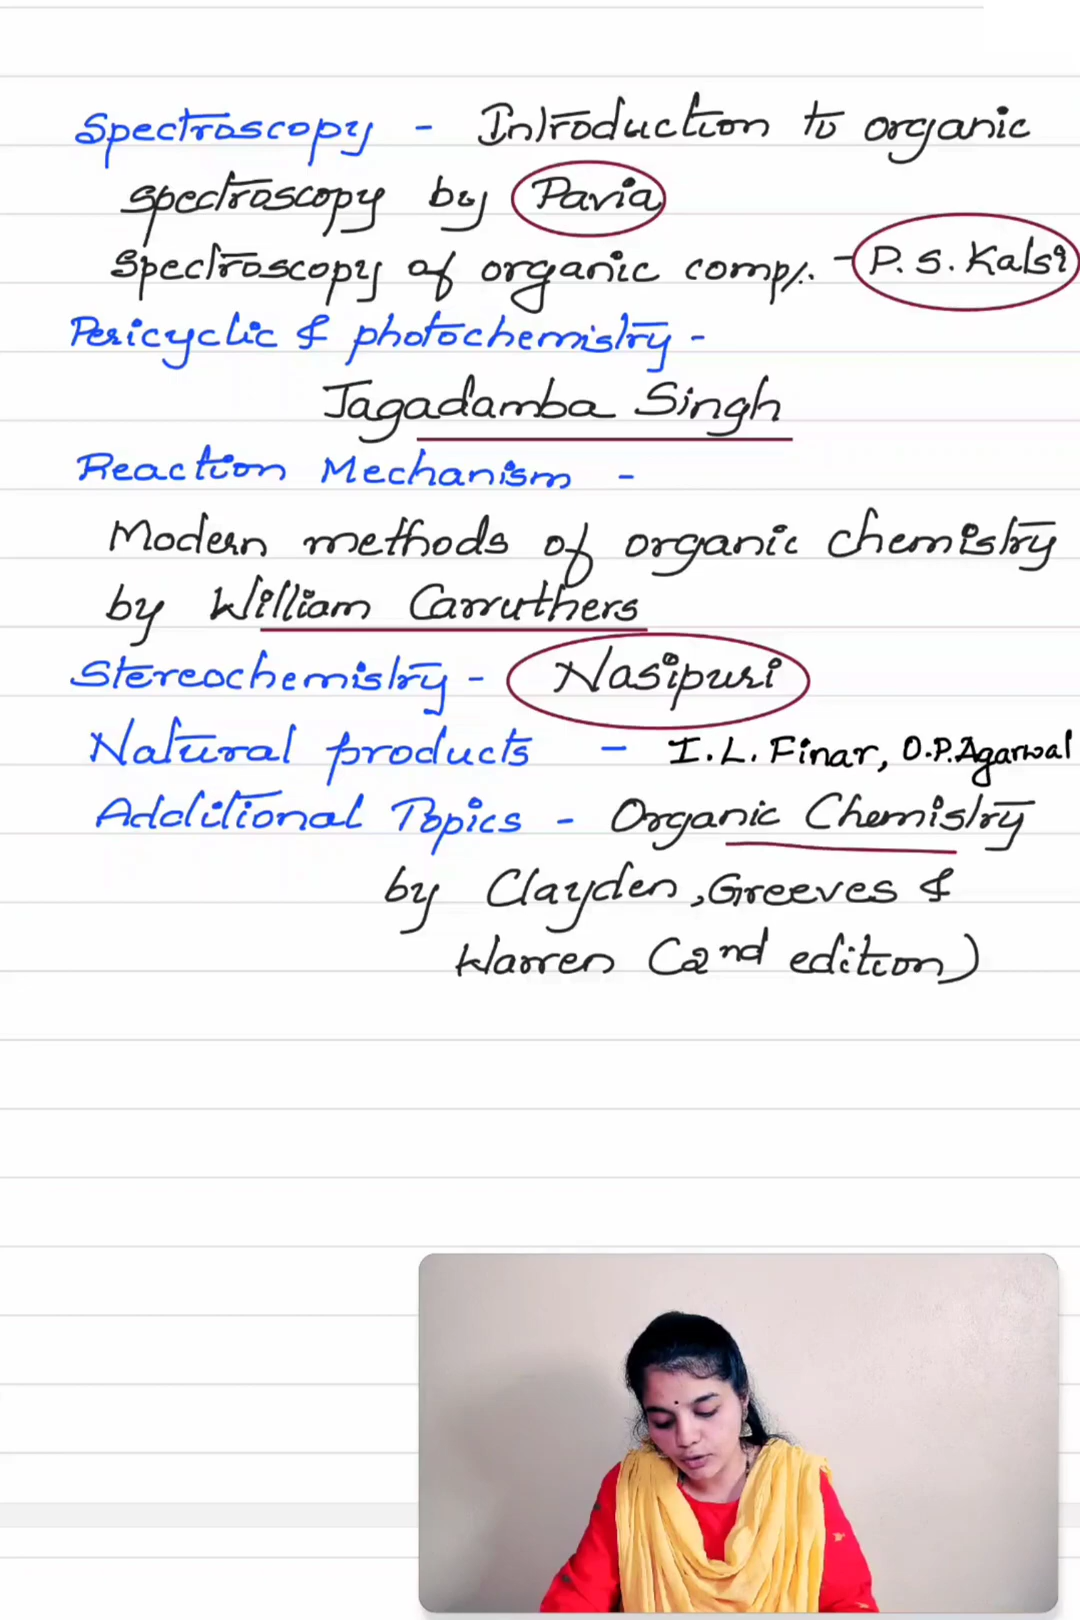 Spectroscopy - Introduction to organic
spectroscopy by Pavia
Spectroscopy of organic comp/. - P. S. Kalsi
Pericyclic & photochemistry -
Jagadamba Singh
Reaction Mechanism -
Modern methods of organic chemistry
by William Carruthers
Stereochemistry - Nasipuri
Natural products - I. L. Finar, O.P. Agarwal
Additional Topics - Organic Chemistry
by Clayden, Greeves &
Warren (2nd edition)